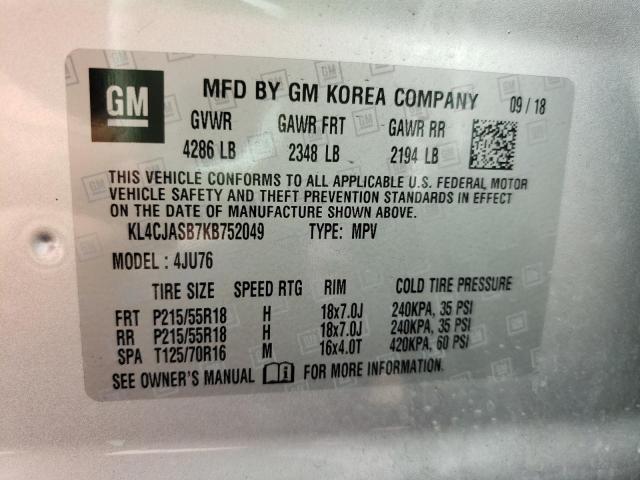 GM
MFD BY GM KOREA COMPANY 09/18
GVWR GAWR FRT GAWR RR
4286 LB 2348 LB 2194 LB
THIS VEHICLE CONFORMS TO ALL APPLICABLE U.S. FEDERAL MOTOR
VEHICLE SAFETY AND THEFT PREVENTION STANDARDS IN EFFECT
ON THE DATE OF MANUFACTURE SHOWN ABOVE.
KL4CJASB7KB752049 TYPE: MPV
MODEL : 4JU76
TIRE SIZE SPEED RTG RIM COLD TIRE PRESSURE
FRT P215/55R18 H 18x7.0J 240KPA, 35 PSI
RR P215/55R18 H 18x7.0J 240KPA, 35 PSI
SPA T125/70R16 M 16x4.0T 420KPA, 60 PSI
SEE OWNER'S MANUAL FOR MORE INFORMATION.